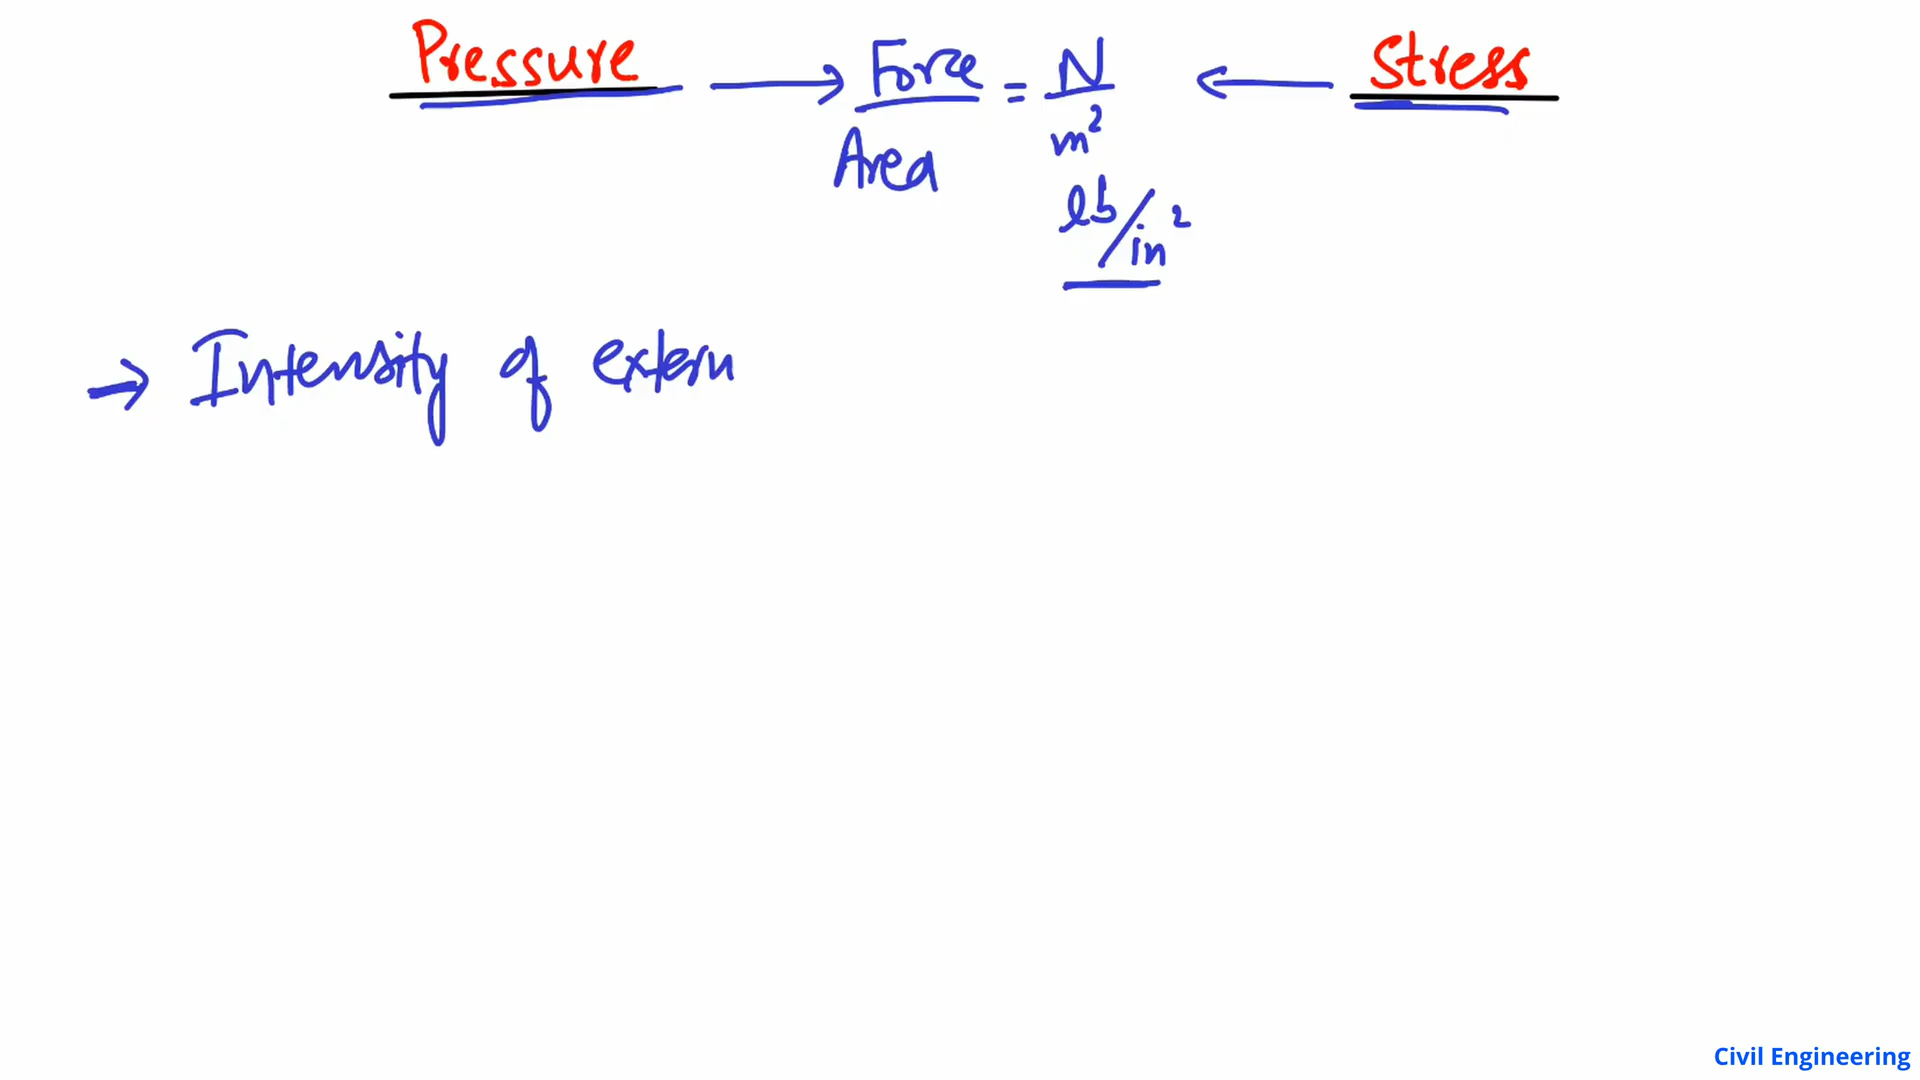 Pressure → Force = N ← Stress
Area m²
lb/in²
→ Intensity of extern
Civil Engineering